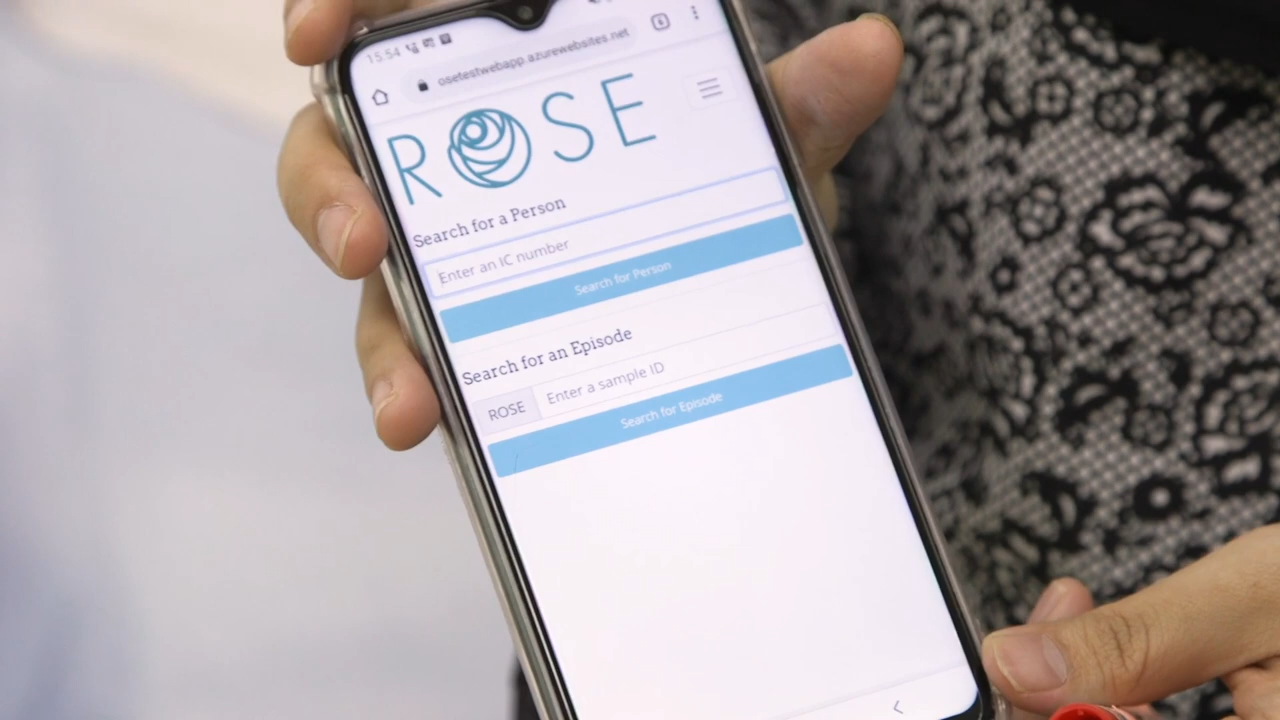 15.54
osetestwebapp.azurewebsites.net
ROSE
Search for a Person
Enter an IC number
Search for Person
Search for an Episode
ROSE Enter a sample ID
Search for Episode